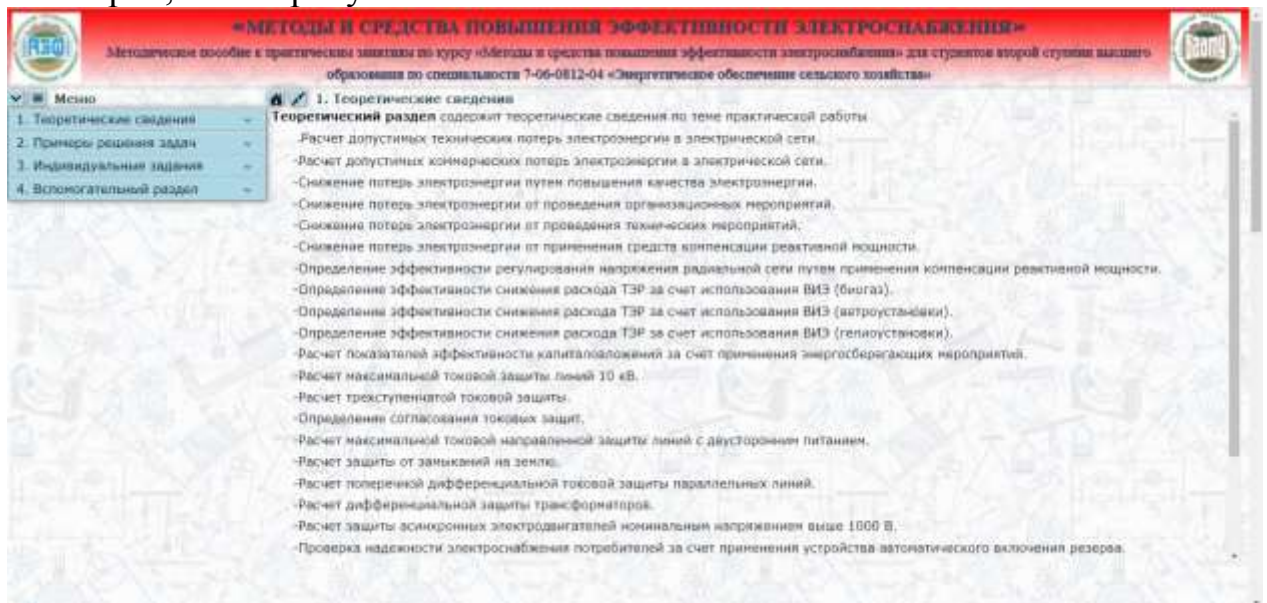 «МЕТОДЫ И СРЕДСТВА ПОВЫШЕНИЯ ЭФФЕКТИВНОСТИ ЭЛЕКТРОСНАБЖЕНИЯ»
Методическое пособие к практическим занятиям по курсу «Методы и средства повышения эффективности электроснабжения» для студентов второй ступени высшего
образования по специальности 7-06-0812-04 «Энергетическое обеспечение сельского хозяйства»
АЭФ
БГАТУ
Меню
1. Теоретические сведения
2. Примеры решения задач
3. Индивидуальные задания
4. Вспомогательный раздел
1. Теоретические сведения
Теоретический раздел содержит теоретические сведения по теме практической работы
-Расчет допустимых технических потерь электроэнергии в электрической сети.
-Расчет допустимых коммерческих потерь электроэнергии в электрической сети.
-Снижение потерь электроэнергии путем повышения качества электроэнергии.
-Снижение потерь электроэнергии от проведения организационных мероприятий.
-Снижение потерь электроэнергии от проведения технических мероприятий.
-Снижение потерь электроэнергии от применения средств компенсации реактивной мощности.
-Определение эффективности регулирования напряжения радиальной сети путем применения компенсации реактивной мощности.
-Определение эффективности снижения расхода ТЭР за счет использования ВИЭ (биогаз).
-Определение эффективности снижения расхода ТЭР за счет использования ВИЭ (ветроустановки).
-Определение эффективности снижения расхода ТЭР за счет использования ВИЭ (гелиоустановки).
-Расчет показателей эффективности капиталовложений за счет применения энергосберегающих мероприятий.
-Расчет максимальной токовой защиты линий 10 кВ.
-Расчет трехступенчатой токовой защиты.
-Определение согласования токовых защит.
-Расчет максимальной токовой направленной защиты линий с двусторонним питанием.
-Расчет защиты от замыканий на землю.
-Расчет поперечной дифференциальной токовой защиты параллельных линий.
-Расчет дифференциальной защиты трансформаторов.
-Расчет защиты асинхронных электродвигателей номинальным напряжением выше 1000 В.
-Проверка надежности электроснабжения потребителей за счет применения устройства автоматического включения резерва.